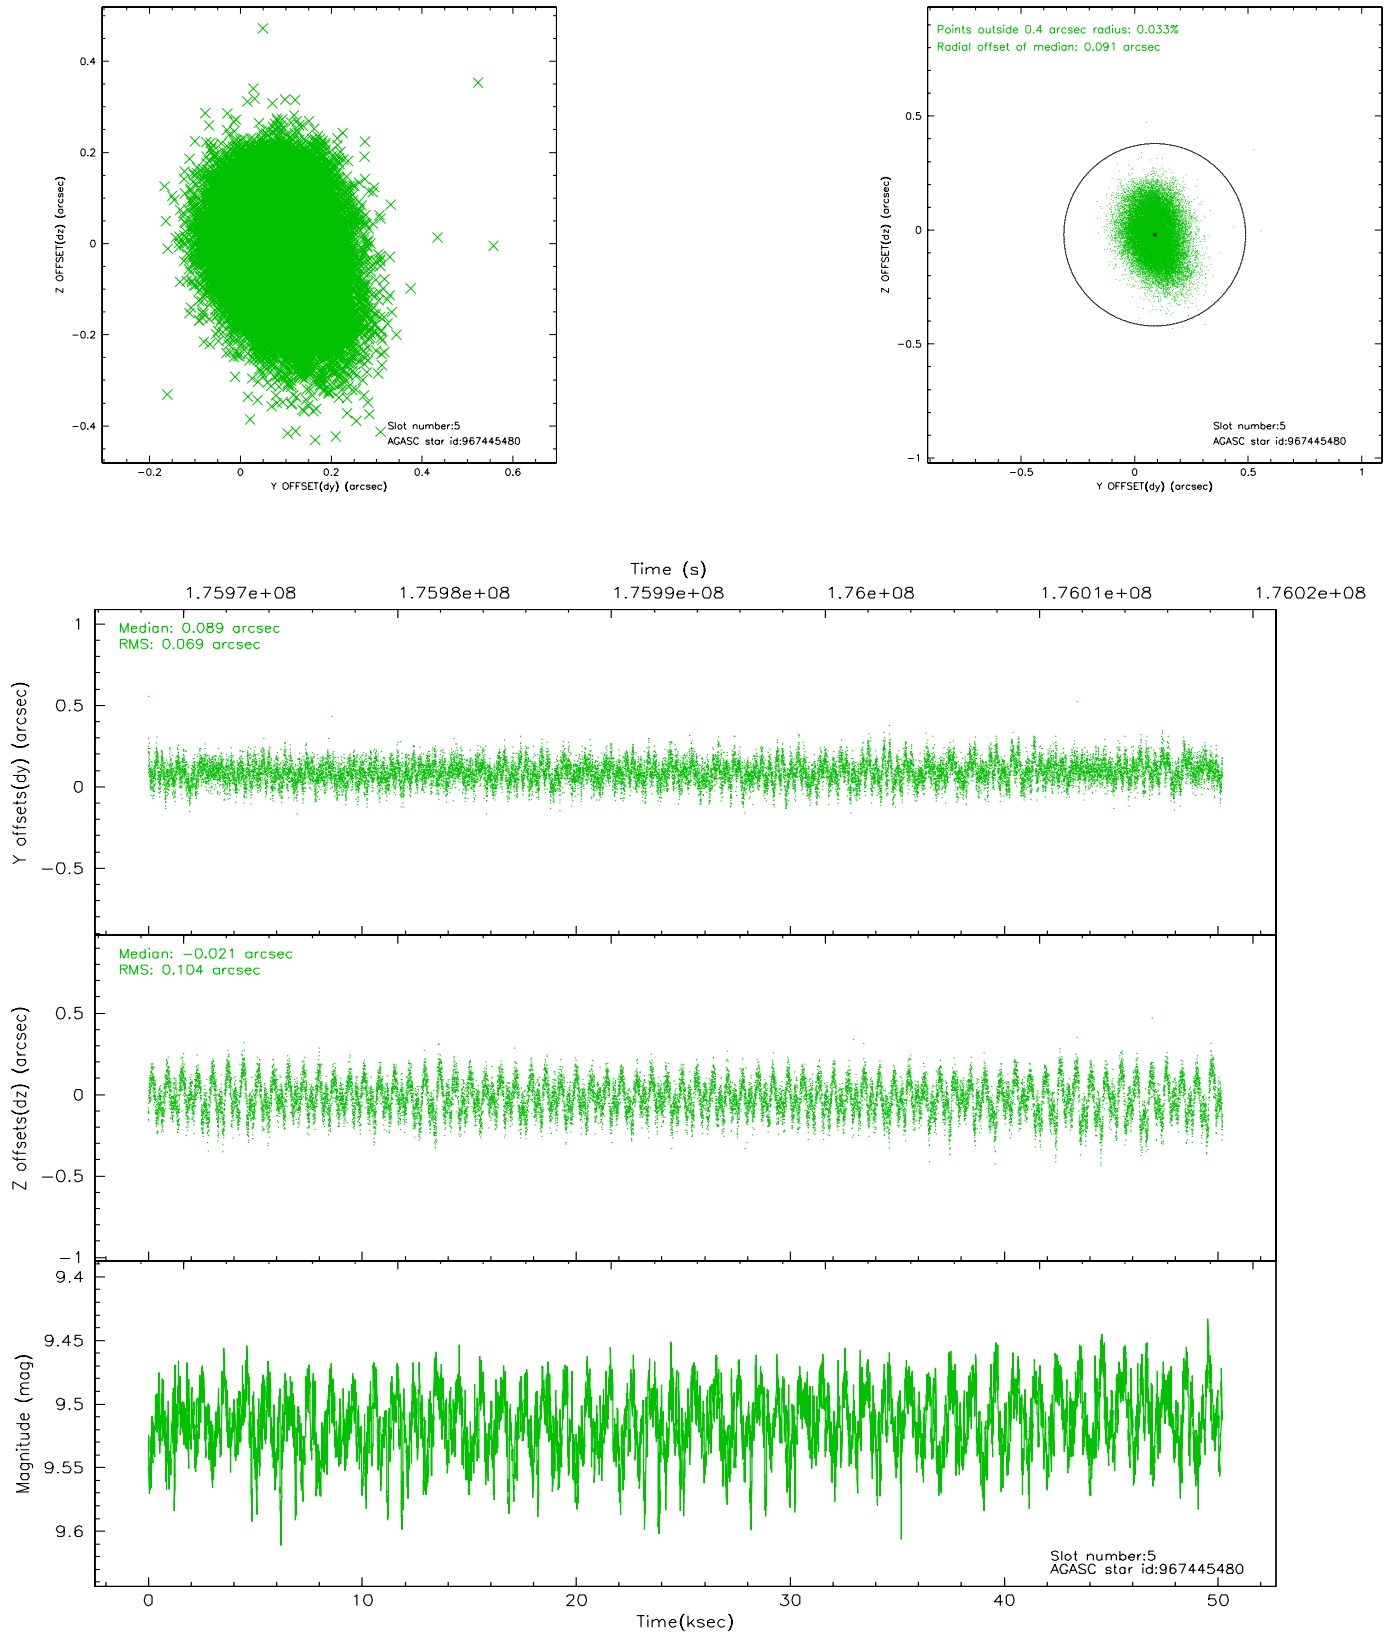 0.4
0.2
0
−0.2
−0.4
Z OFFSET(dz) (arcsec)
−0.2 0 0.2 0.4 0.6
Y OFFSET(dy) (arcsec)
Slot number:5
AGASC star id:967445480
Points outside 0.4 arcsec radius: 0.033%
Radial offset of median: 0.091 arcsec
0.5
0
−0.5
−1
Z OFFSET(dz) (arcsec)
−0.5 0 0.5 1
Y OFFSET(dy) (arcsec)
Slot number:5
AGASC star id:967445480
Time (s)
1.7597e+08 1.7598e+08 1.7599e+08 1.76e+08 1.7601e+08 1.7602e+08
Median: 0.089 arcsec
RMS: 0.069 arcsec
1
0.5
0
−0.5
Y offsets(dy) (arcsec)
Median: −0.021 arcsec
RMS: 0.104 arcsec
0.5
0
−0.5
−1
Z offsets(dz) (arcsec)
9.4
9.45
9.5
9.55
9.6
Magnitude (mag)
Slot number:5
AGASC star id:967445480
0 10 20 30 40 50
Time(ksec)